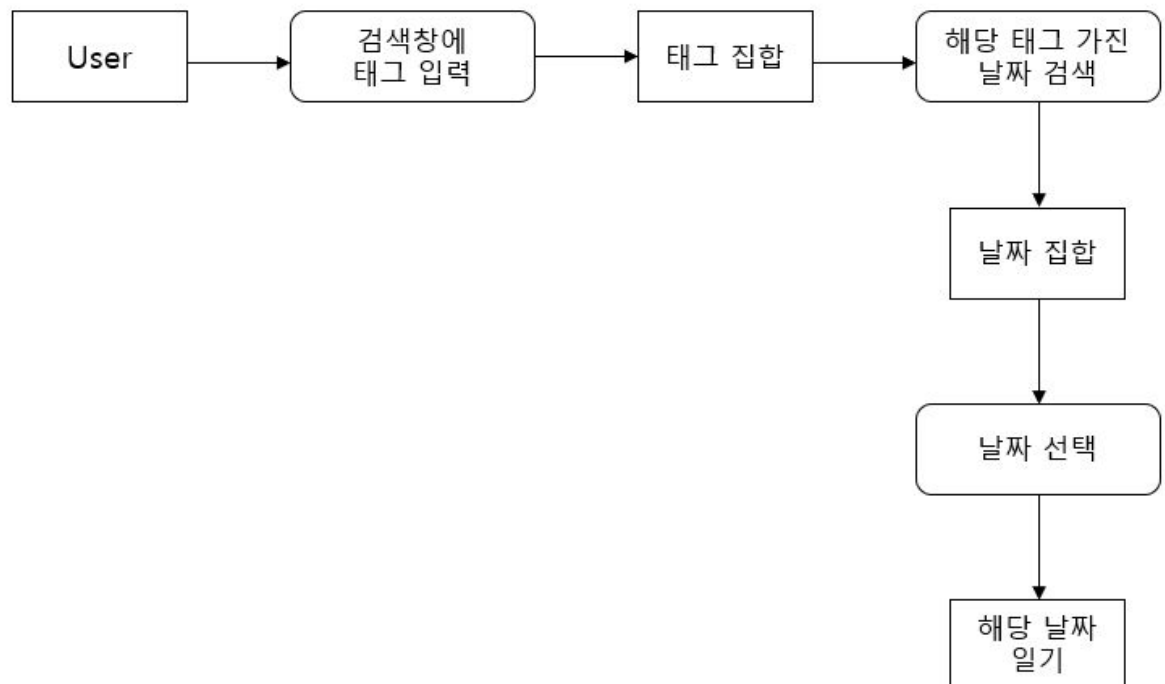 User
검색창에
태그 입력
태그 집합
해당 태그 가진
날짜 검색
날짜 집합
날짜 선택
해당 날짜
일기